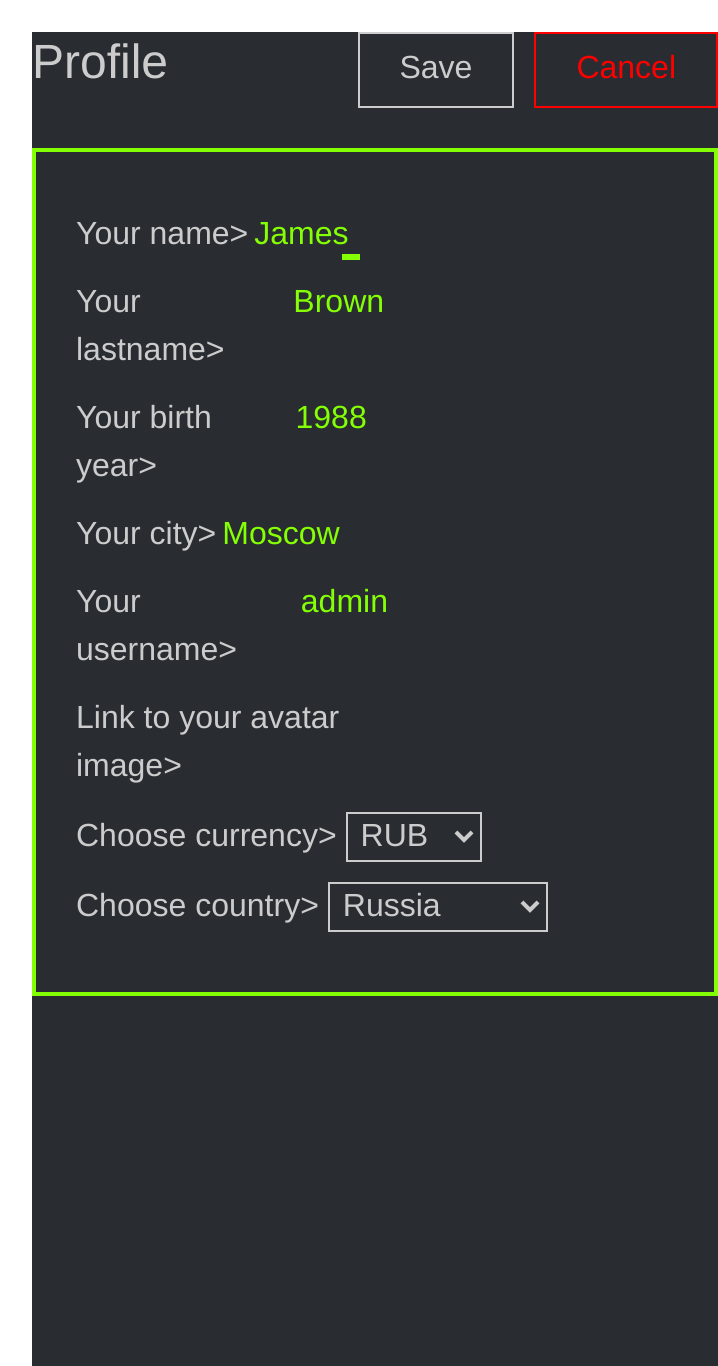 Profile Save Cancel
Your name> James
Your Brown
lastname>
Your birth 1988
year>
Your city> Moscow
Your admin
username>
Link to your avatar
image>
Choose currency> RUB
Choose country> Russia